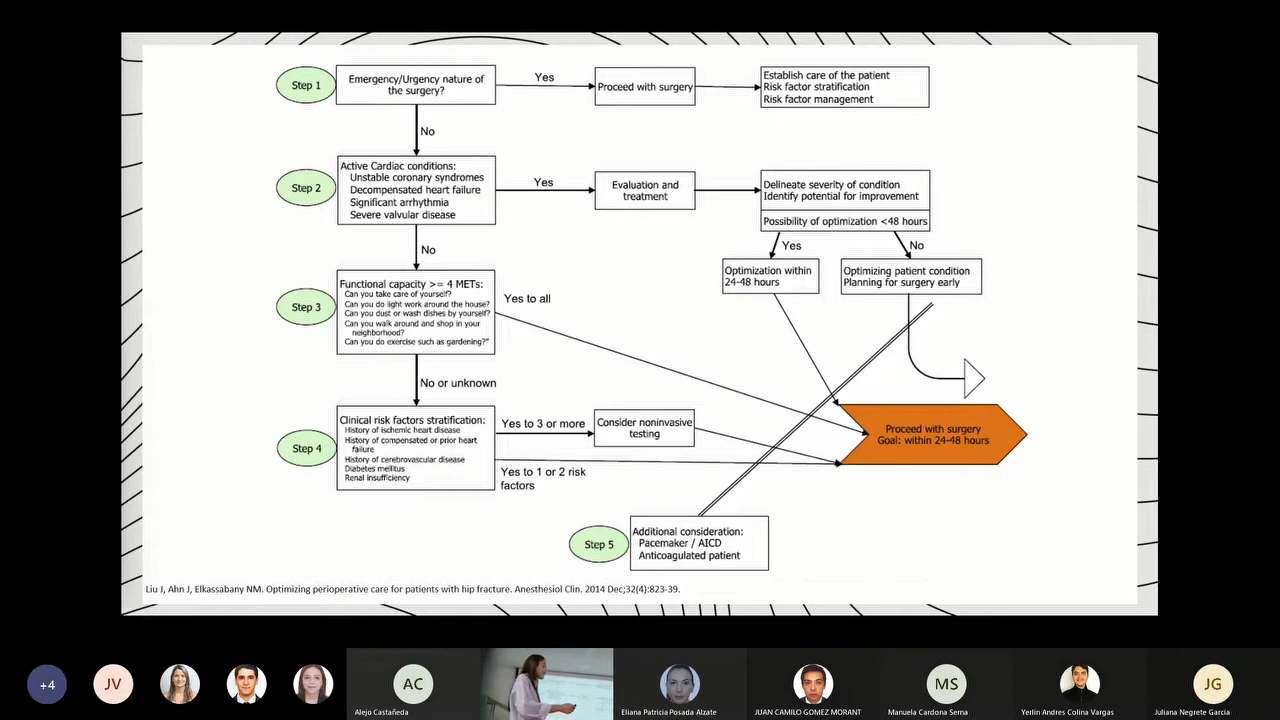 Step 1
Emergency/Urgency nature of
the surgery?
Yes
Proceed with surgery
Establish care of the patient
Risk factor stratification
Risk factor management
No
Step 2
Active Cardiac conditions:
Unstable coronary syndromes
Decompensated heart failure
Significant arrhythmia
Severe valvular disease
Yes
Evaluation and
treatment
Delineate severity of condition
Identify potential for improvement
Possibility of optimization <48 hours
Yes
No
Optimization within
24-48 hours
Optimizing patient condition
Planning for surgery early
No
Step 3
Functional capacity >= 4 METs:
Can you take care of yourself?
Can you do light work around the house?
Can you dust or wash dishes by yourself?
Can you walk around and shop in your
neighborhood?
Can you do exercise such as gardening?"
Yes to all
No or unknown
Step 4
Clinical risk factors stratification:
History of ischemic heart disease
History of compensated or prior heart
failure
History of cerebrovascular disease
Diabetes mellitus
Renal insufficiency
Yes to 3 or more
Consider noninvasive
testing
Yes to 1 or 2 risk
factors
Proceed with surgery
Goal: within 24-48 hours
Step 5
Additional consideration:
Pacemaker / AICD
Anticoagulated patient
Liu J, Ahn J, Elkassabany NM. Optimizing perioperative care for patients with hip fracture. Anesthesiol Clin. 2014 Dec;32(4):823-39.
+4
JV
AC
Alejo Castañeda
Eliana Patricia Posada Alzate
JUAN CAMILO GOMEZ MORANT
MS
Manuela Cardona Serna
Yerlin Andres Colina Vargas
JG
Juliana Negrete García